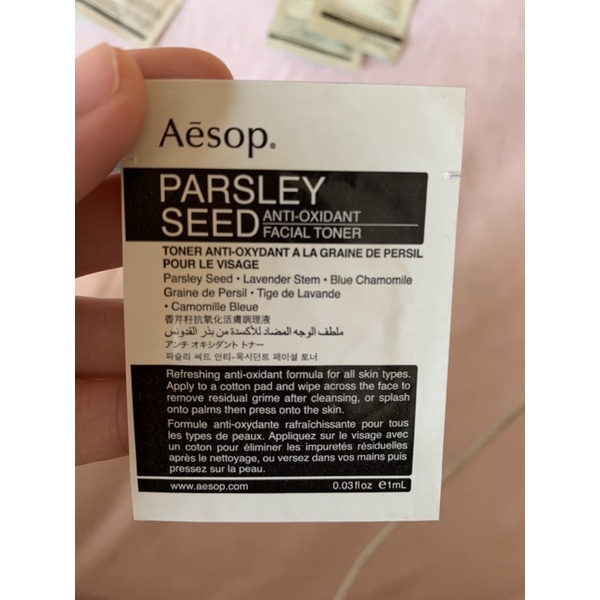 Aēsop®
PARSLEY
SEED ANTI-OXIDANT
FACIAL TONER
TONER ANTI-OXYDANT A LA GRAINE DE PERSIL
POUR LE VISAGE
Parsley Seed • Lavender Stem • Blue Chamomile
Graine de Persil • Tige de Lavande
• Camomille Bleue
香芹籽抗氧化活膚調理液
ملطف الوجه المضاد للأكسدة من بذر القدونس
アンチ オキシダント トナー
파슬리 씨드 안티-옥시던트 페이셜 토너
Refreshing anti-oxidant formula for all skin types.
Apply to a cotton pad and wipe across the face to
remove residual grime after cleansing, or splash
onto palms then press onto the skin.
Formule anti-oxydante rafraîchissante pour tous
les types de peaux. Appliquez sur le visage avec
un coton pour éliminer les impuretés résiduelles
après le nettoyage, ou versez dans vos mains puis
pressez sur la peau.
www.aesop.com 0.03 fl oz ℮1mL